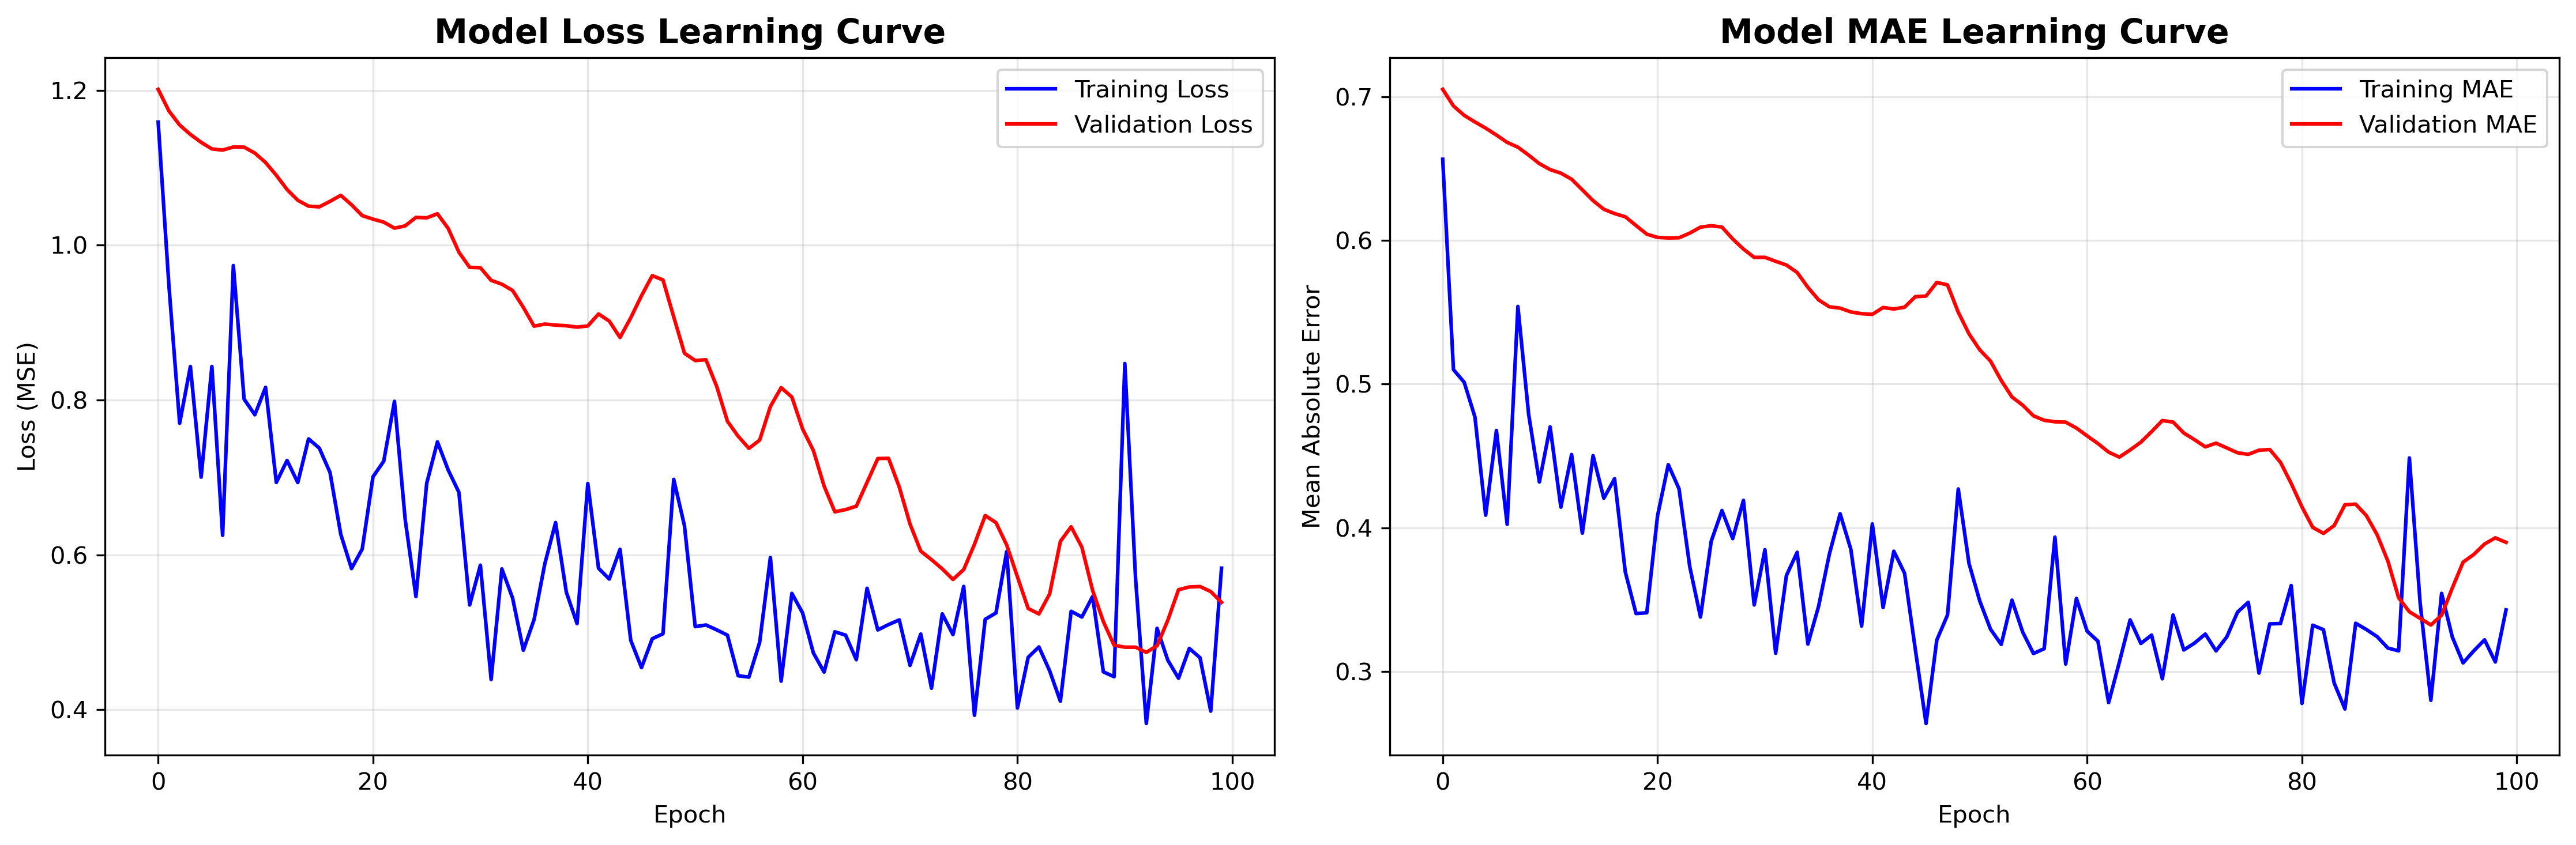 Model Loss Learning Curve
Training Loss
Validation Loss
Loss (MSE)
1.2
1.0
0.8
0.6
0.4
0 20 40 60 80 100
Epoch
Model MAE Learning Curve
Training MAE
Validation MAE
Mean Absolute Error
0.7
0.6
0.5
0.4
0.3
0 20 40 60 80 100
Epoch